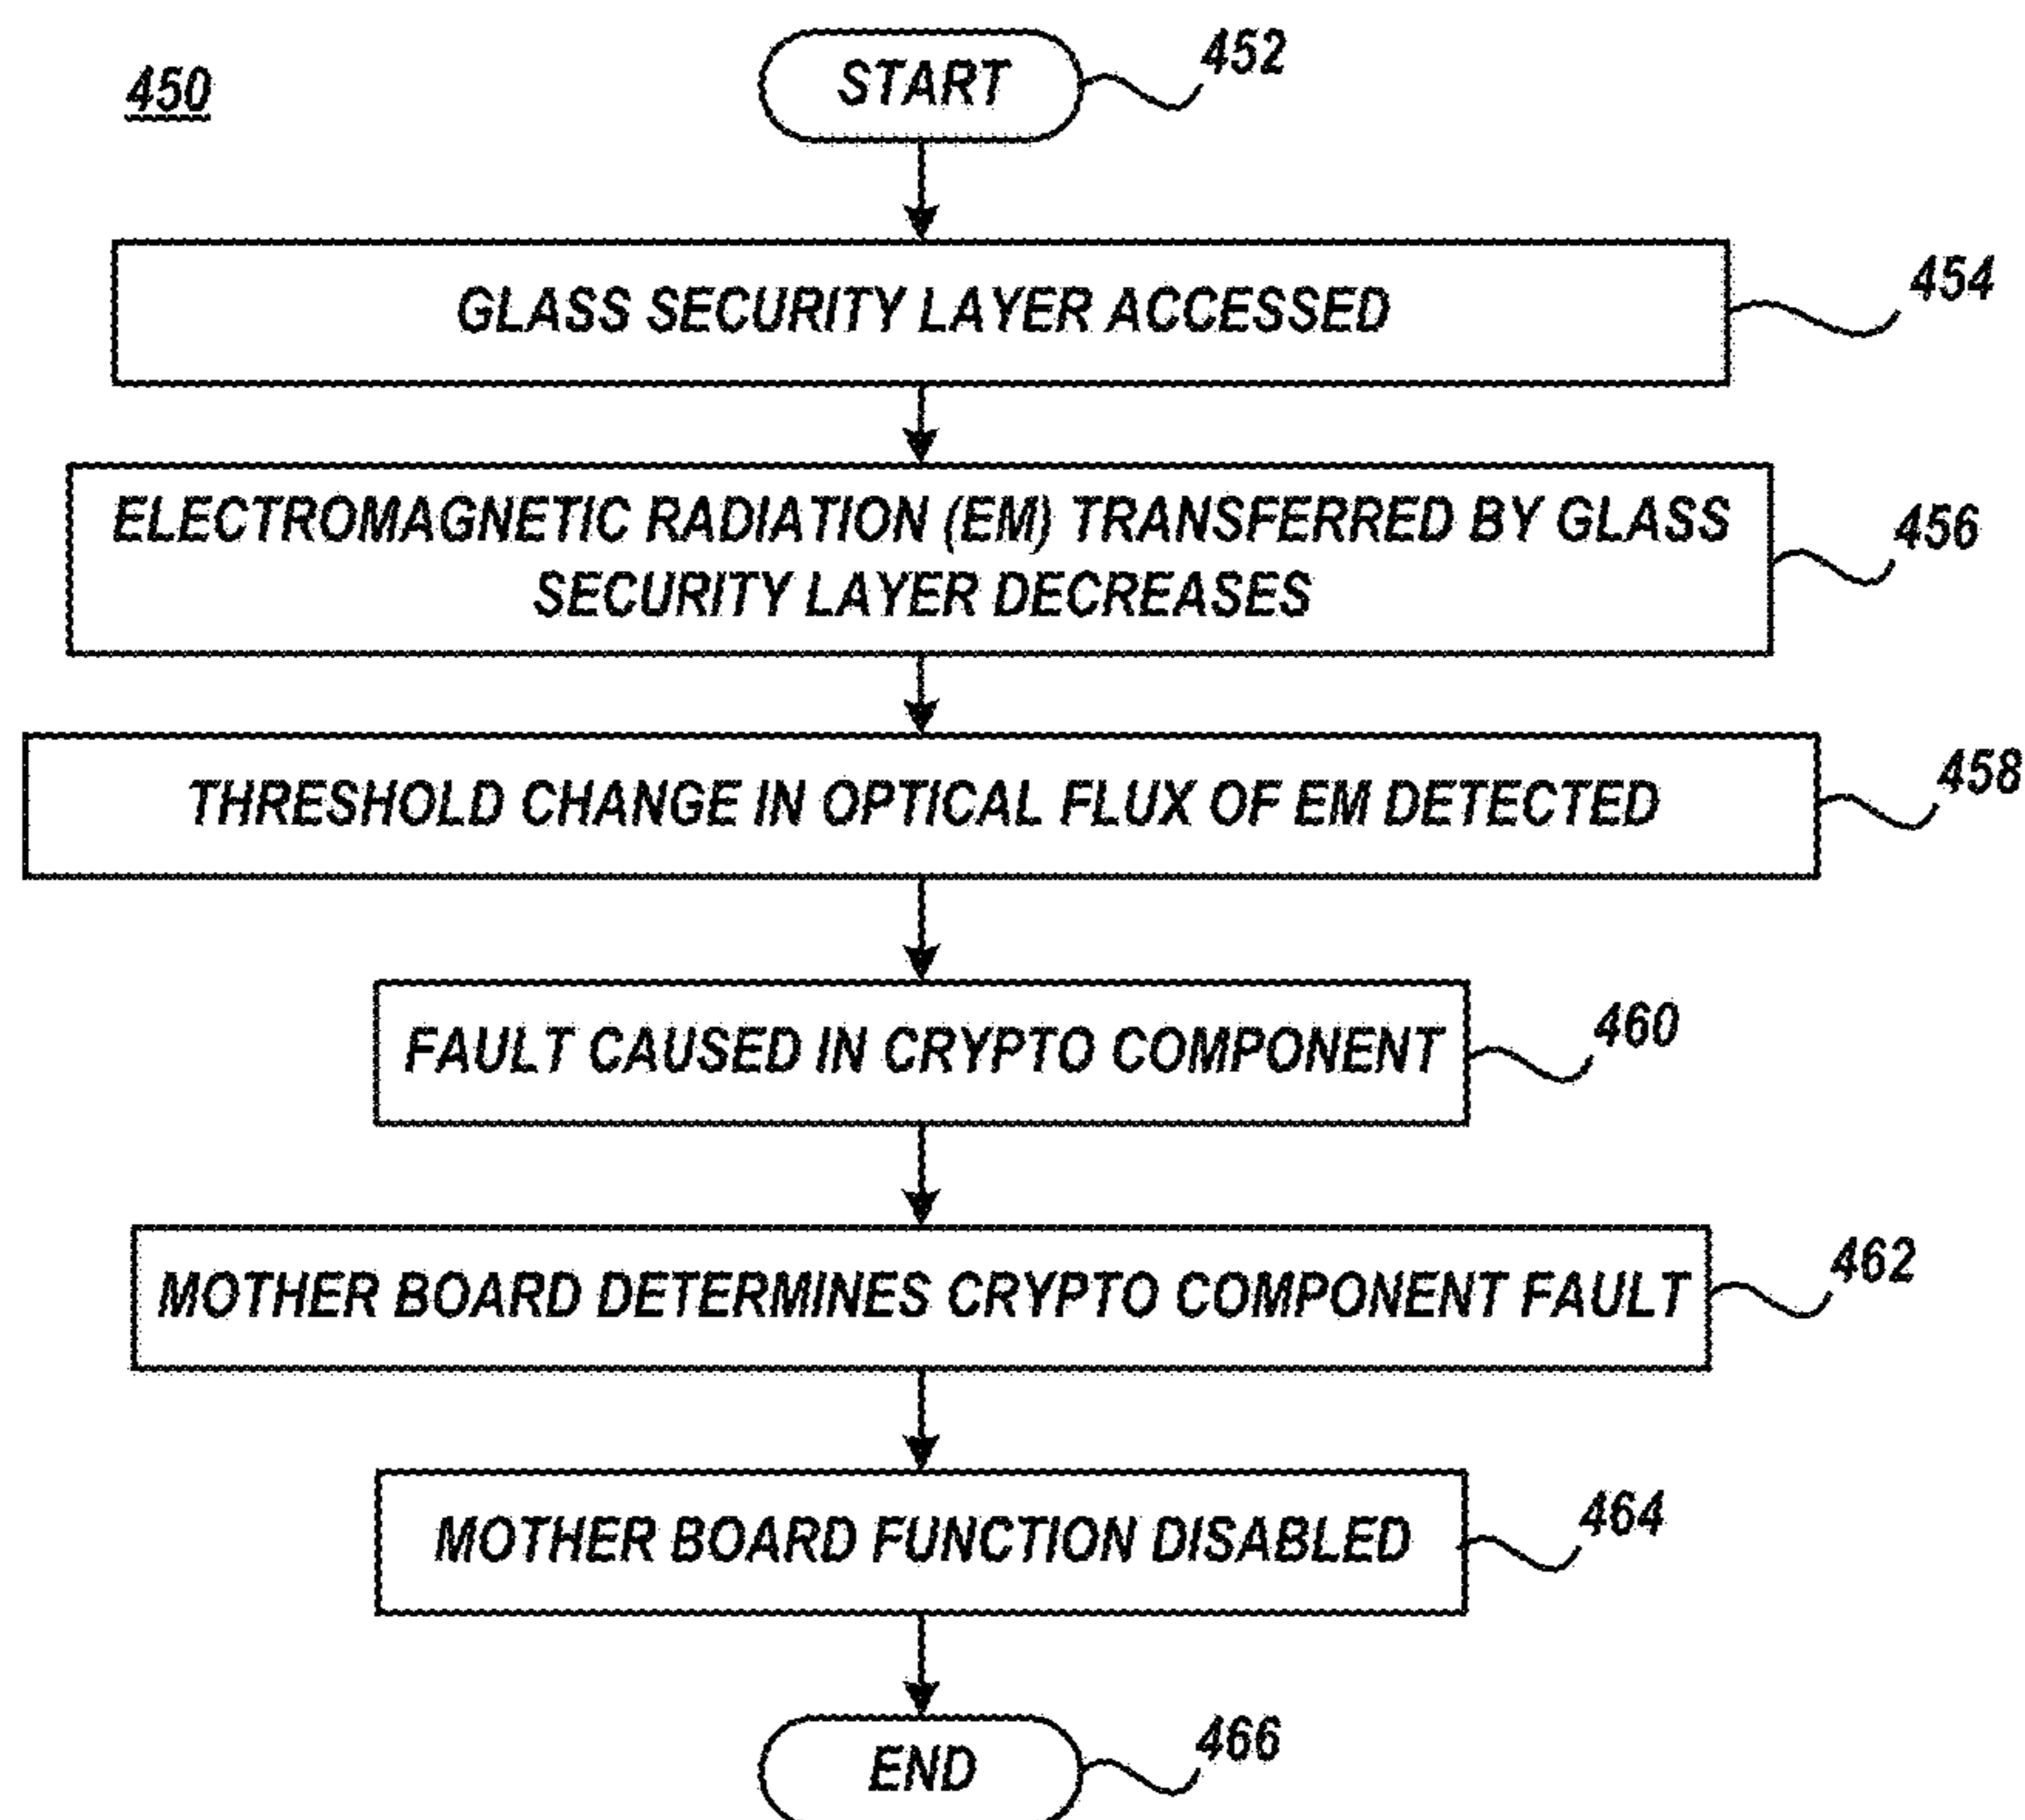 450
START
452
GLASS SECURITY LAYER ACCESSED
454
ELECTROMAGNETIC RADIATION (EM) TRANSFERRED BY GLASS
SECURITY LAYER DECREASES
456
THRESHOLD CHANGE IN OPTICAL FLUX OF EM DETECTED
458
FAULT CAUSED IN CRYPTO COMPONENT
460
MOTHER BOARD DETERMINES CRYPTO COMPONENT FAULT
462
MOTHER BOARD FUNCTION DISABLED
464
END
466